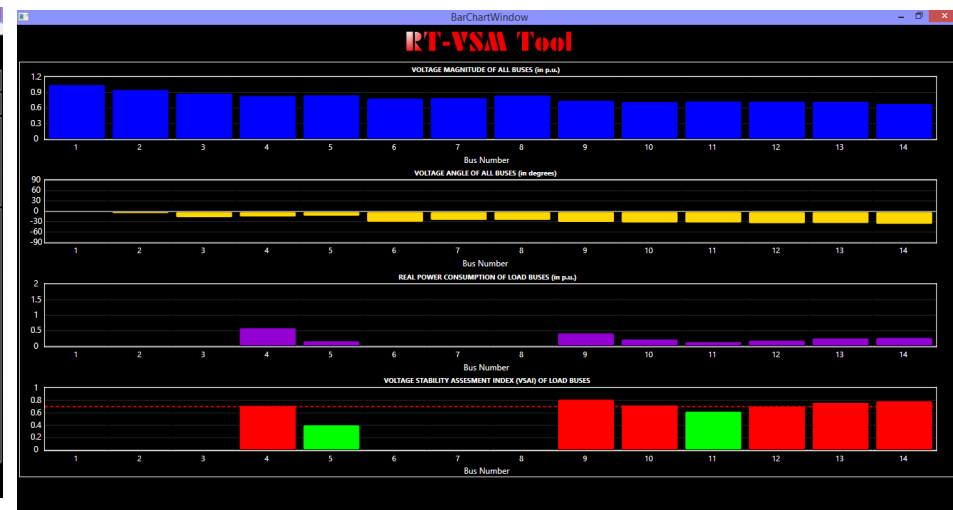 BarChartWindow
RT-VSM Tool
VOLTAGE MAGNITUDE OF ALL BUSES (in p.u.)
1.2
0.9
0.6
0.3
0
1 2 3 4 5 6 7 8 9 10 11 12 13 14
Bus Number
VOLTAGE ANGLE OF ALL BUSES (in degrees)
90
60
30
0
-30
-60
-90
1 2 3 4 5 6 7 8 9 10 11 12 13 14
Bus Number
REAL POWER CONSUMPTION OF LOAD BUSES (in p.u.)
2
1.5
1
0.5
0
1 2 3 4 5 6 7 8 9 10 11 12 13 14
Bus Number
VOLTAGE STABILITY ASSESMENT INDEX (VSAI) OF LOAD BUSES
1
0.8
0.6
0.4
0.2
0
1 2 3 4 5 6 7 8 9 10 11 12 13 14
Bus Number